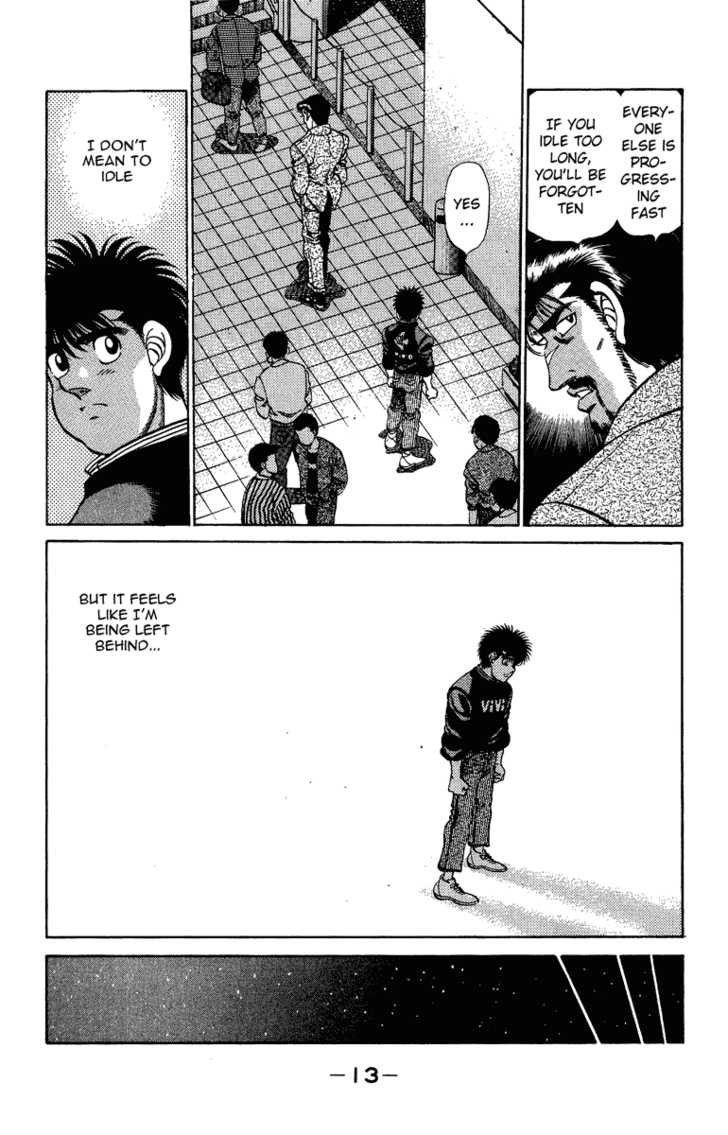 EVERY-
ONE
ELSE IS
PRO-
GRESS-
ING
FAST
IF YOU
IDLE TOO
LONG,
YOU'LL BE
FORGOT-
TEN
YES
...
I DON'T
MEAN TO
IDLE
BUT IT FEELS
LIKE I'M
BEING LEFT
BEHIND...
ViVi
-13-